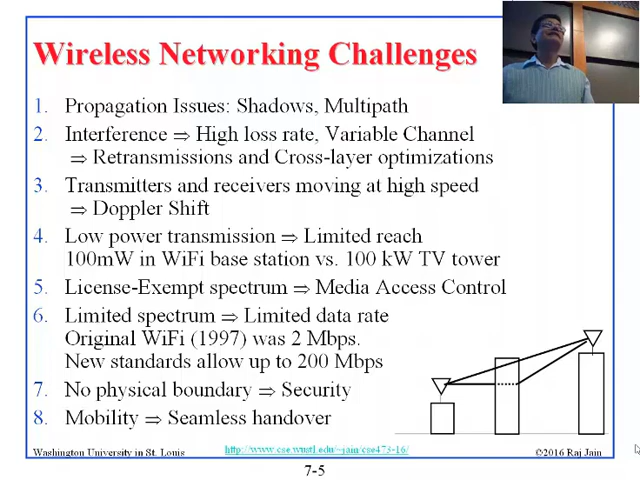 Wireless Networking Challenges
1. Propagation Issues: Shadows, Multipath
2. Interference ⇒ High loss rate, Variable Channel
⇒ Retransmissions and Cross-layer optimizations
3. Transmitters and receivers moving at high speed
⇒ Doppler Shift
4. Low power transmission ⇒ Limited reach
100mW in WiFi base station vs. 100 kW TV tower
5. License-Exempt spectrum ⇒ Media Access Control
6. Limited spectrum ⇒ Limited data rate
Original WiFi (1997) was 2 Mbps.
New standards allow up to 200 Mbps
7. No physical boundary ⇒ Security
8. Mobility ⇒ Seamless handover
Washington University in St. Louis
http://www.cse.wustl.edu/~jain/cse473-16/
©2016 Raj Jain
7-5